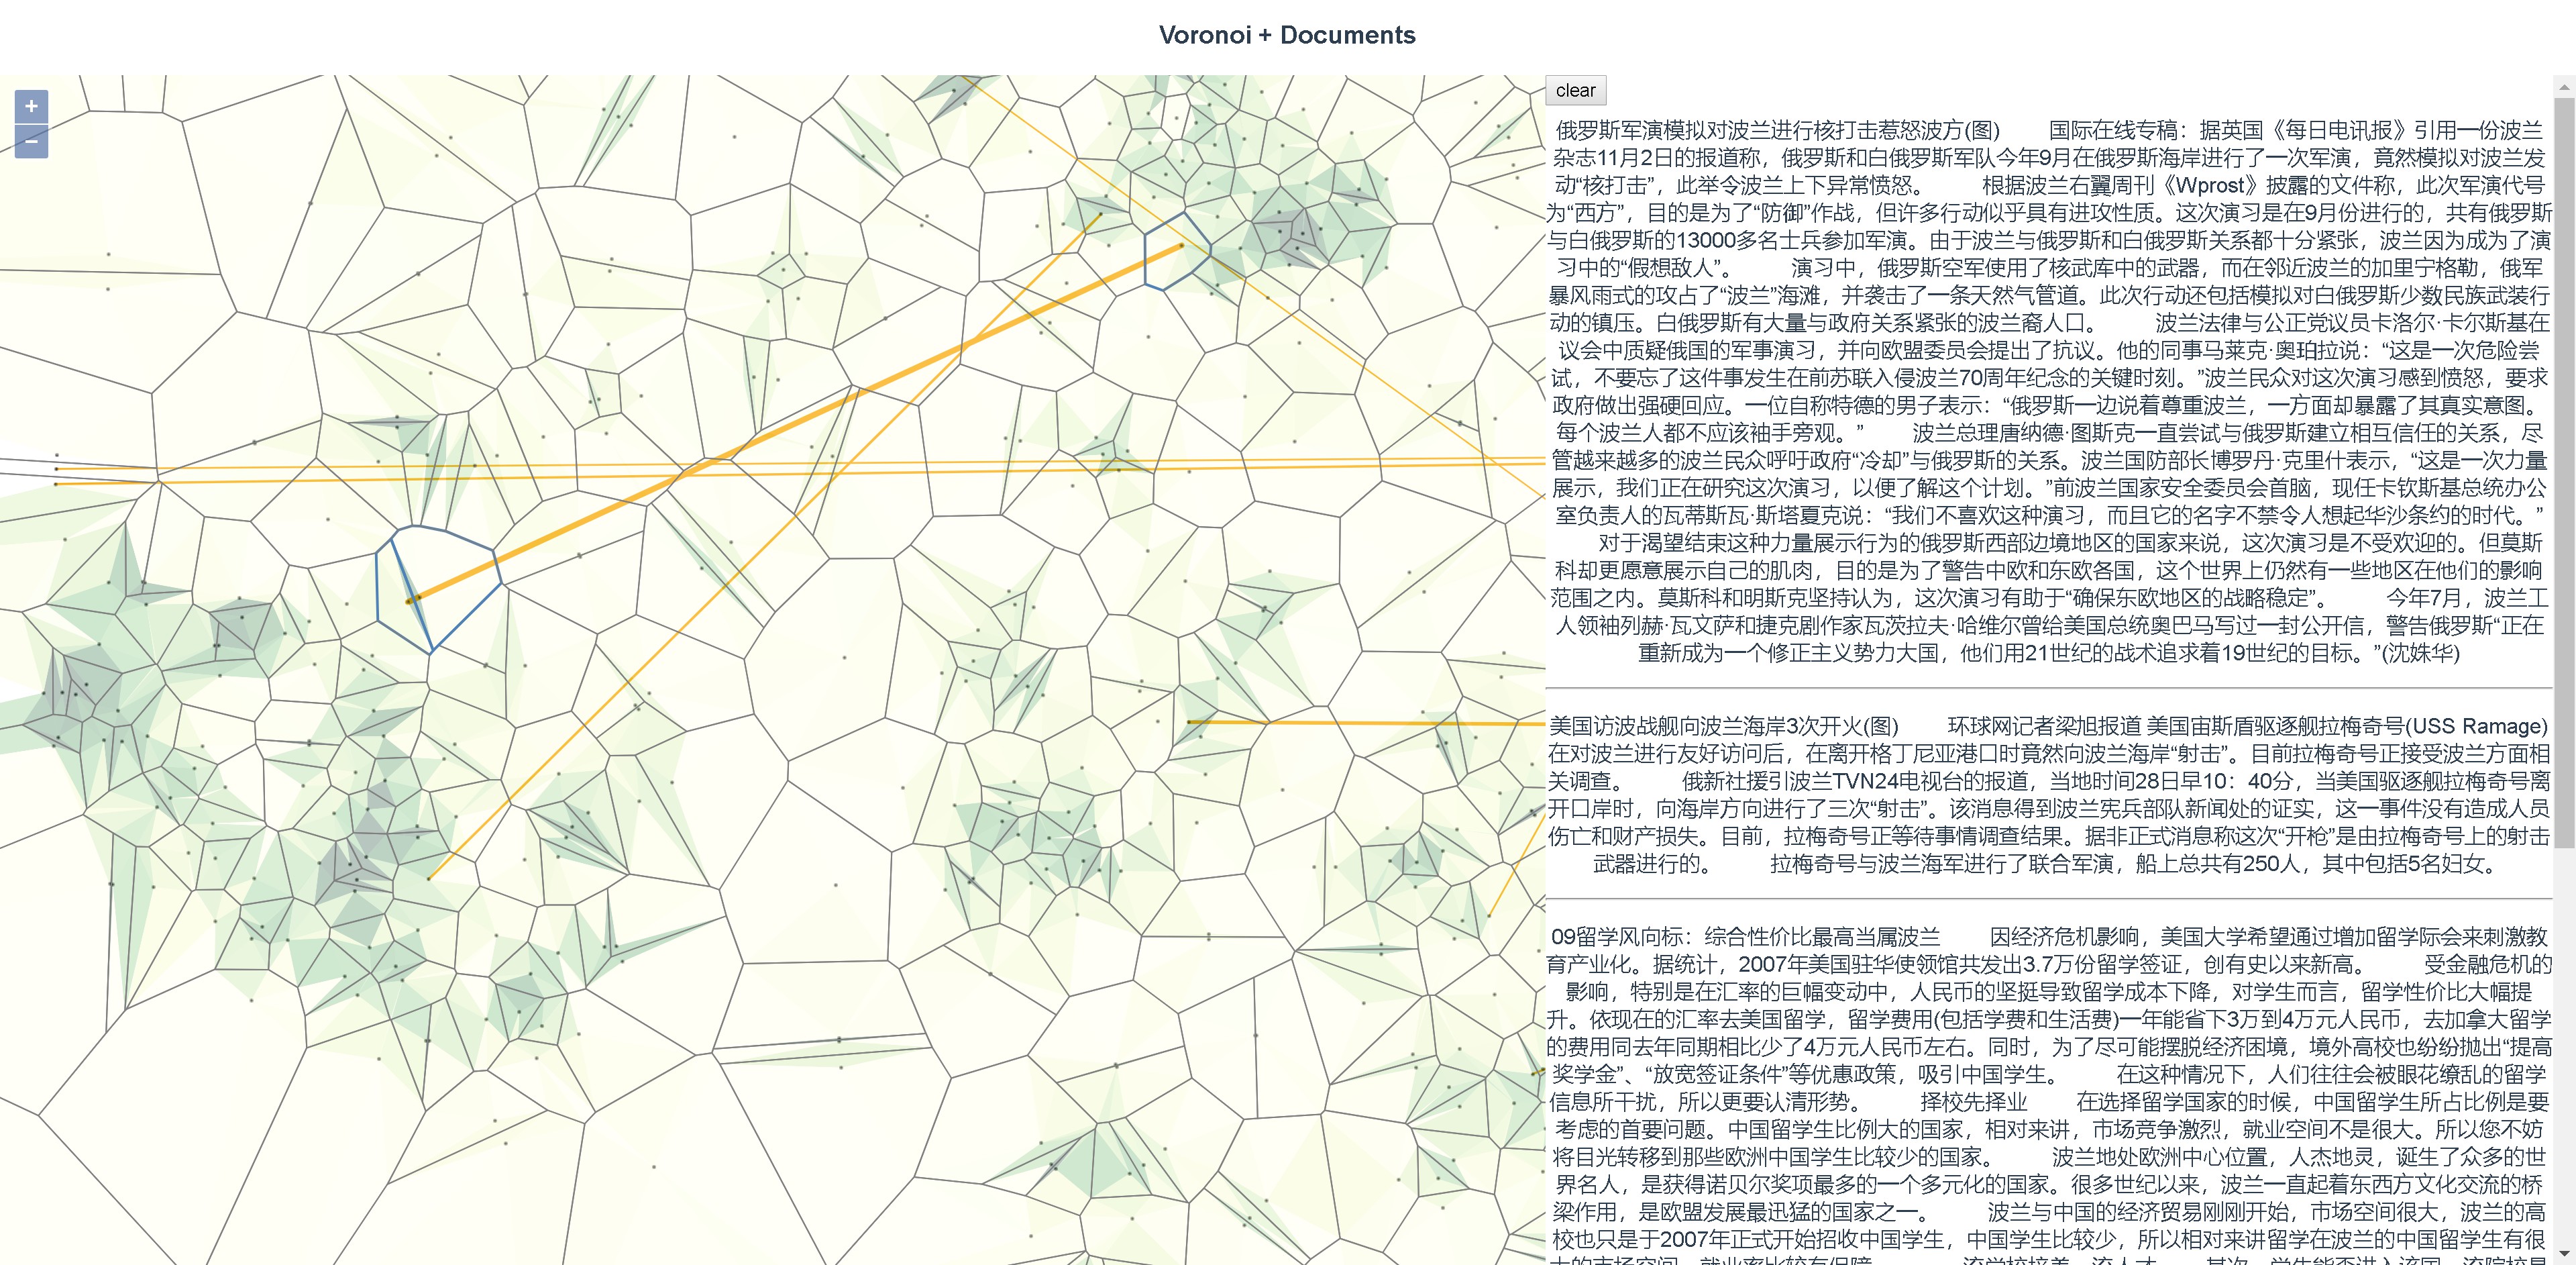 Voronoi + Documents
+
−
clear
俄罗斯军演模拟对波兰进行核打击惹怒波方(图) 国际在线专稿：据英国《每日电讯报》引用一份波兰
杂志11月2日的报道称，俄罗斯和白俄罗斯军队今年9月在俄罗斯海岸进行了一次军演，竟然模拟对波兰发
动“核打击”，此举令波兰上下异常愤怒。 根据波兰右翼周刊《Wprost》披露的文件称，此次军演代号
为“西方”，目的是为了“防御”作战，但许多行动似乎具有进攻性质。这次演习是在9月份进行的，共有俄罗斯
与白俄罗斯的13000多名士兵参加军演。由于波兰与俄罗斯和白俄罗斯关系都十分紧张，波兰因为成为了演
习中的“假想敌人”。 演习中，俄罗斯空军使用了核武库中的武器，而在邻近波兰的加里宁格勒，俄军
暴风雨式的攻占了“波兰”海滩，并袭击了一条天然气管道。此次行动还包括模拟对白俄罗斯少数民族武装行
动的镇压。白俄罗斯有大量与政府关系紧张的波兰裔人口。 波兰法律与公正党议员卡洛尔·卡尔斯基在
议会中质疑俄国的军事演习，并向欧盟委员会提出了抗议。他的同事马莱克·奥珀拉说：“这是一次危险尝
试，不要忘了这件事发生在前苏联入侵波兰70周年纪念的关键时刻。”波兰民众对这次演习感到愤怒，要求
政府做出强硬回应。一位自称特德的男子表示：“俄罗斯一边说着尊重波兰，一方面却暴露了其真实意图。
每个波兰人都不应该袖手旁观。” 波兰总理唐纳德·图斯克一直尝试与俄罗斯建立相互信任的关系，尽
管越来越多的波兰民众呼吁政府“冷却”与俄罗斯的关系。波兰国防部长博罗丹·克里什表示，“这是一次力量
展示，我们正在研究这次演习，以便了解这个计划。”前波兰国家安全委员会首脑，现任卡钦斯基总统办公
室负责人的瓦蒂斯瓦·斯塔夏克说：“我们不喜欢这种演习，而且它的名字不禁令人想起华沙条约的时代。”
对于渴望结束这种力量展示行为的俄罗斯西部边境地区的国家来说，这次演习是不受欢迎的。但莫斯
科却更愿意展示自己的肌肉，目的是为了警告中欧和东欧各国，这个世界上仍然有一些地区在他们的影响
范围之内。莫斯科和明斯克坚持认为，这次演习有助于“确保东欧地区的战略稳定”。 今年7月，波兰工
人领袖列赫·瓦文萨和捷克剧作家瓦茨拉夫·哈维尔曾给美国总统奥巴马写过一封公开信，警告俄罗斯“正在
重新成为一个修正主义势力大国，他们用21世纪的战术追求着19世纪的目标。”(沈姝华)
美国访波战舰向波兰海岸3次开火(图) 环球网记者梁旭报道 美国宙斯盾驱逐舰拉梅奇号(USS Ramage)
在对波兰进行友好访问后，在离开格丁尼亚港口时竟然向波兰海岸“射击”。目前拉梅奇号正接受波兰方面相
关调查。 俄新社援引波兰TVN24电视台的报道，当地时间28日早10：40分，当美国驱逐舰拉梅奇号离
开口岸时，向海岸方向进行了三次“射击”。该消息得到波兰宪兵部队新闻处的证实，这一事件没有造成人员
伤亡和财产损失。目前，拉梅奇号正等待事情调查结果。据非正式消息称这次“开枪”是由拉梅奇号上的射击
武器进行的。 拉梅奇号与波兰海军进行了联合军演，船上总共有250人，其中包括5名妇女。
09留学风向标：综合性价比最高当属波兰 因经济危机影响，美国大学希望通过增加留学际会来刺激教
育产业化。据统计，2007年美国驻华使领馆共发出3.7万份留学签证，创有史以来新高。 受金融危机的
影响，特别是在汇率的巨幅变动中，人民币的坚挺导致留学成本下降，对学生而言，留学性价比大幅提
升。依现在的汇率去美国留学，留学费用(包括学费和生活费)一年能省下3万到4万元人民币，去加拿大留学
的费用同去年同期相比少了4万元人民币左右。同时，为了尽可能摆脱经济困境，境外高校也纷纷抛出“提高
奖学金”、“放宽签证条件”等优惠政策，吸引中国学生。 在这种情况下，人们往往会被眼花缭乱的留学
信息所干扰，所以更要认清形势。 择校先择业 在选择留学国家的时候，中国留学生所占比例是要
考虑的首要问题。中国留学生比例大的国家，相对来讲，市场竞争激烈，就业空间不是很大。所以您不妨
将目光转移到那些欧洲中国学生比较少的国家。 波兰地处欧洲中心位置，人杰地灵，诞生了众多的世
界名人，是获得诺贝尔奖项最多的一个多元化的国家。很多世纪以来，波兰一直起着东西方文化交流的桥
梁作用，是欧盟发展最迅猛的国家之一。 波兰与中国的经济贸易刚刚开始，市场空间很大，波兰的高
校也只是于2007年正式开始招收中国学生，中国学生比较少，所以相对来讲留学在波兰的中国留学生有很